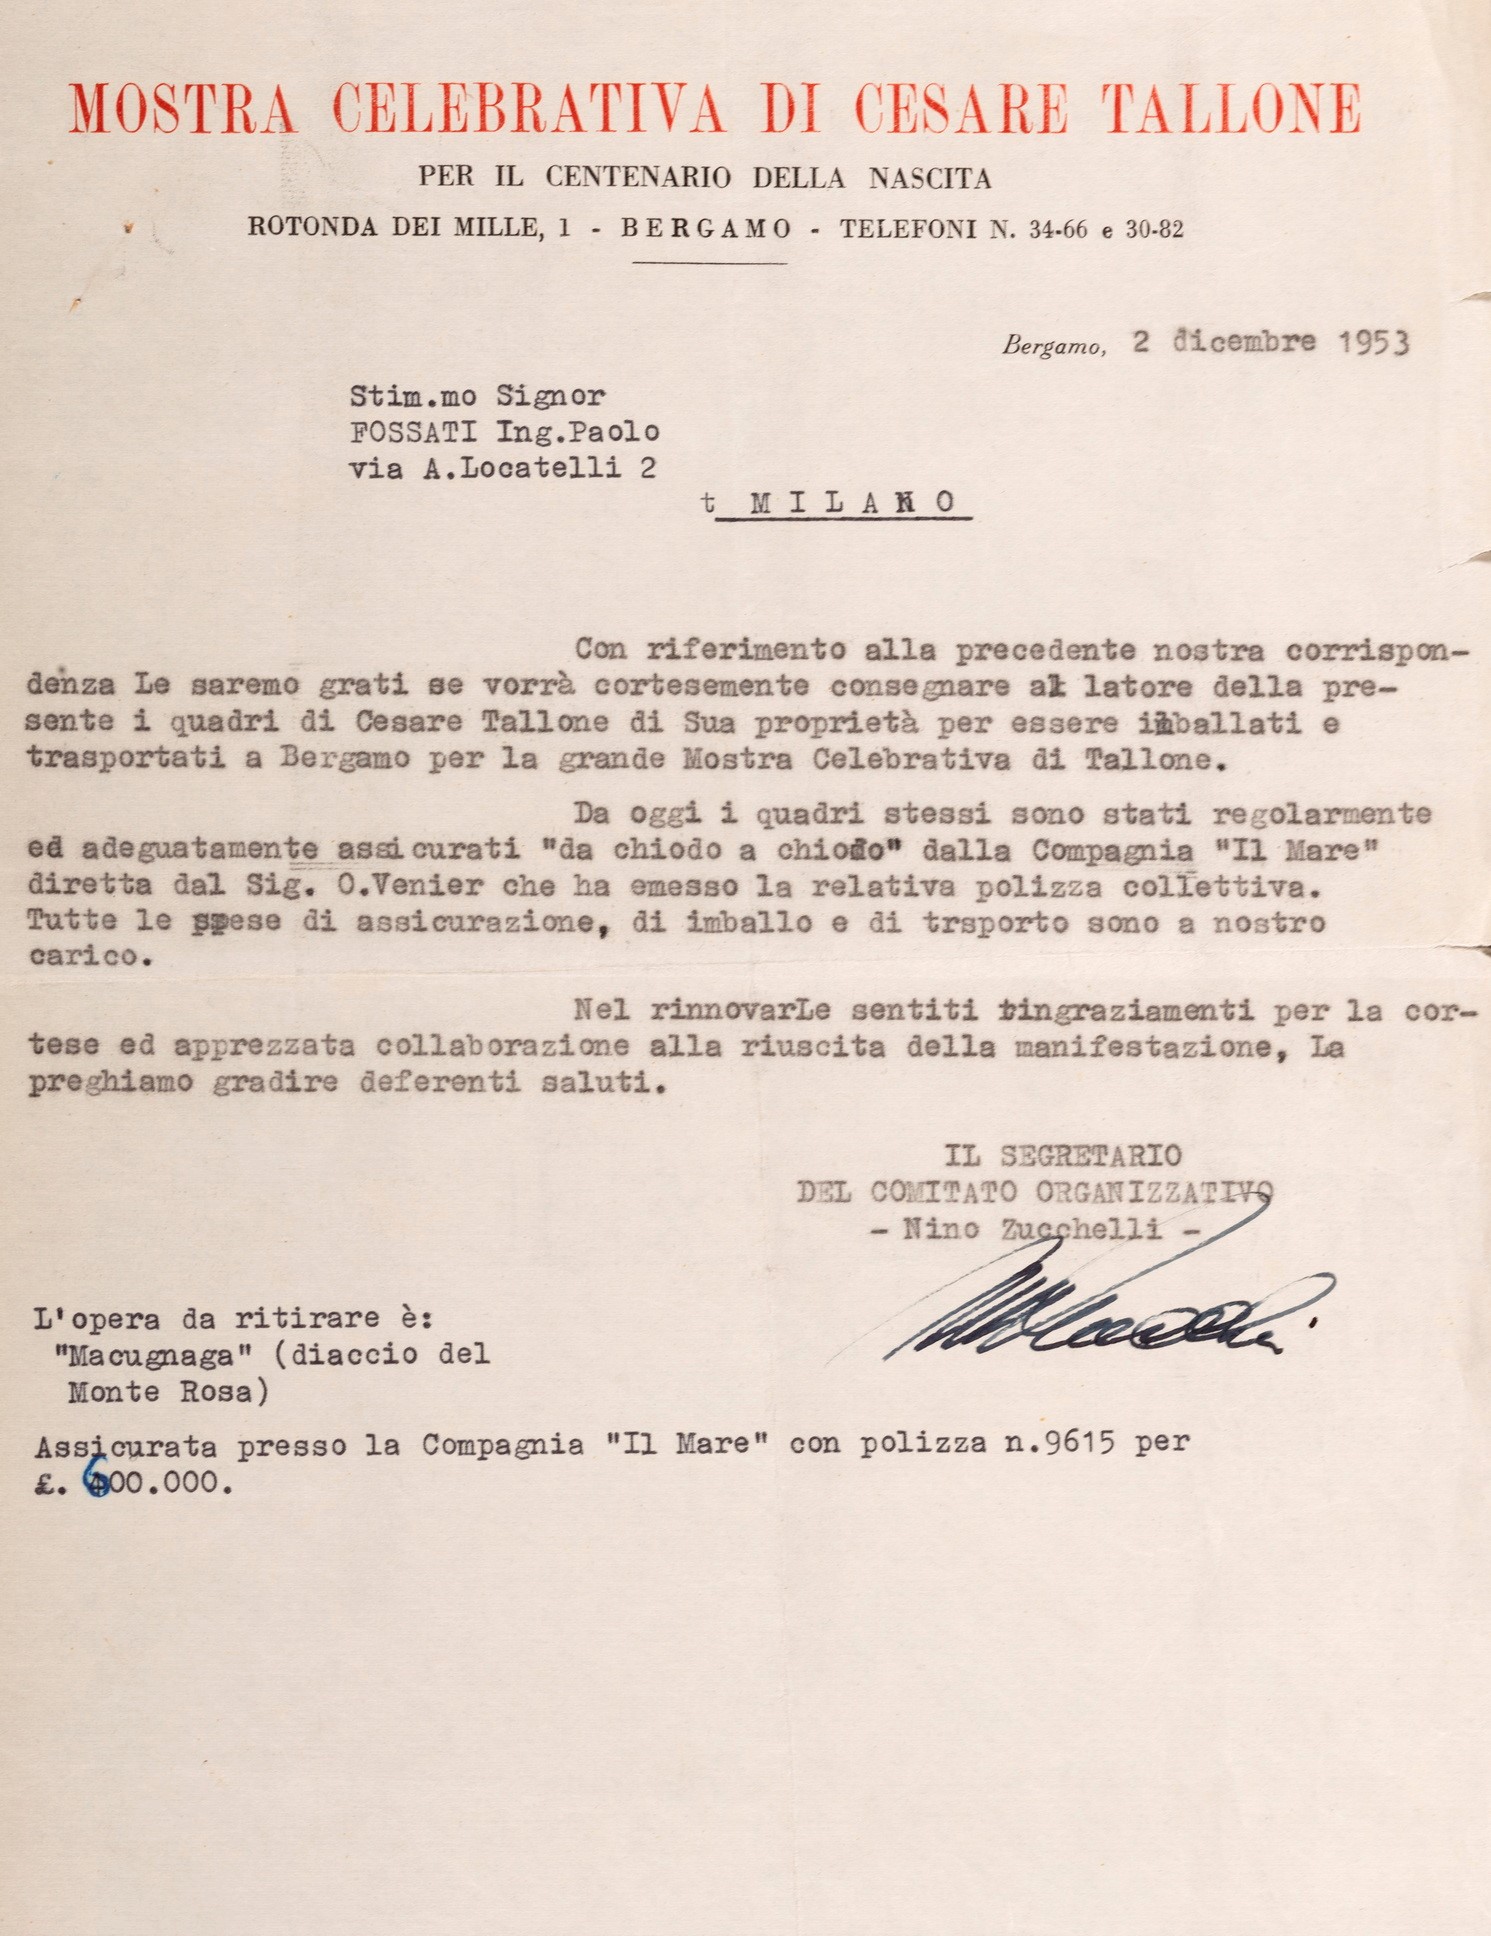 MOSTRA CELEBRATIVA DI CESARE TALLONE
PER IL CENTENARIO DELLA NASCITA
ROTONDA DEI MILLE, 1 - BERGAMO - TELEFONI N. 34-66 e 30-82
Bergamo, 2 dicembre 1953
Stim.mo Signor
FOSSATI Ing.Paolo
via A.Locatelli 2
t M I L A N O
Con riferimento alla precedente nostra corrispon-
denza Le saremo grati se vorrà cortesemente consegnare al latore della pre-
sente i quadri di Cesare Tallone di Sua proprietà per essere imballati e
trasportati a Bergamo per la grande Mostra Celebrativa di Tallone.
Da oggi i quadri stessi sono stati regolarmente
ed adeguatamente assicurati "da chiodo a chiodo" dalla Compagnia "Il Mare"
diretta dal Sig. O.Venier che ha emesso la relativa polizza collettiva.
Tutte le spese di assicurazione, di imballo e di trsporto sono a nostro
carico.
Nel rinnovarLe sentiti ringraziamenti per la cor-
tese ed apprezzata collaborazione alla riuscita della manifestazione, La
preghiamo gradire deferenti saluti.
IL SEGRETARIO
DEL COMITATO ORGANIZZATIVO
- Nino Zucchelli -
L'opera da ritirare è:
"Macugnaga" (diaccio del
Monte Rosa)
Assicurata presso la Compagnia "Il Mare" con polizza n.9615 per
£. 600.000.